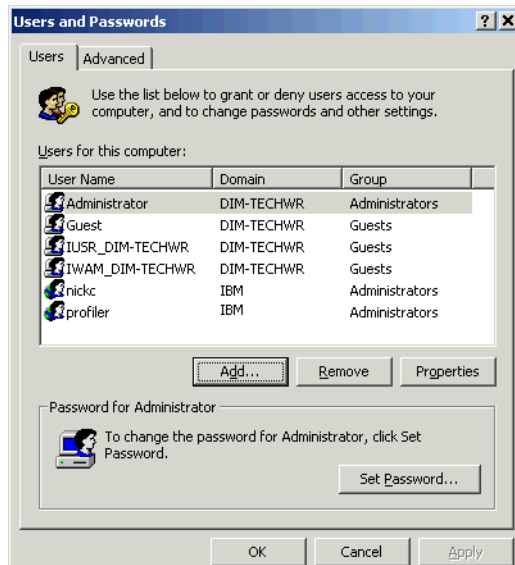 Users and Passwords
Users Advanced
Use the list below to grant or deny users access to your
computer, and to change passwords and other settings.
Users for this computer:
User Name Domain Group
Administrator DIM-TECHWR Administrators
Guest DIM-TECHWR Guests
IUSR_DIM-TECHWR DIM-TECHWR Guests
IWAM_DIM-TECHWR DIM-TECHWR Guests
nickc IBM Administrators
profiler IBM Administrators
Add... Remove Properties
Password for Administrator
To change the password for Administrator, click Set
Password.
Set Password...
OK Cancel Apply